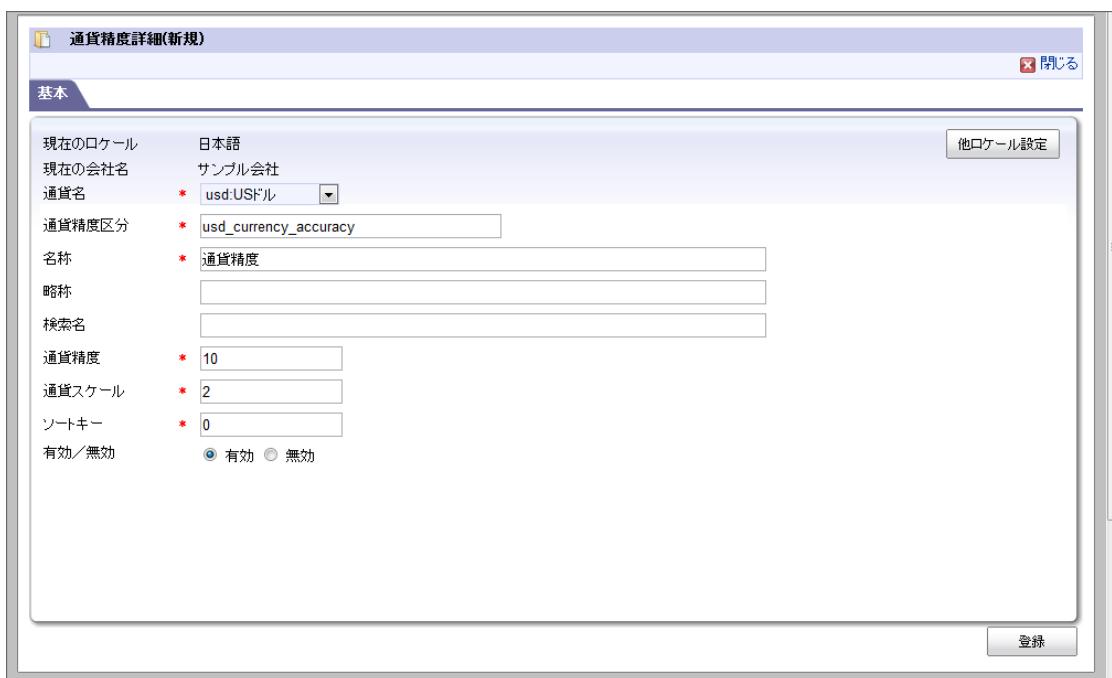 通貨精度詳細(新規)
閉じる
基本
現在のロケール 日本語 他ロケール設定
現在の会社名 サンプル会社
通貨名 * usd:USドル
通貨精度区分 * usd_currency_accuracy
名称 * 通貨精度
略称
検索名
通貨精度 * 10
通貨スケール * 2
ソートキー * 0
有効／無効 有効 無効
登録